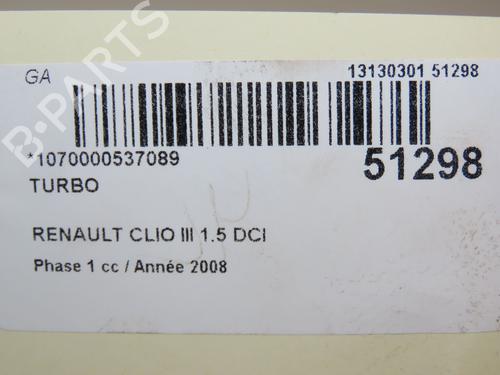 GA
13130301 51298
*1070000537089
51298
TURBO
RENAULT CLIO III 1.5 DCI
Phase 1 cc / Année 2008
B-PARTS